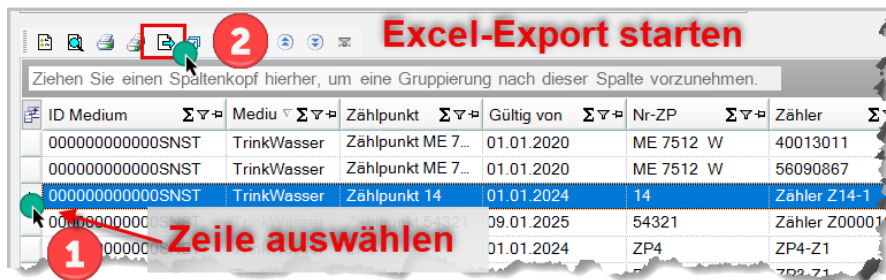 2 Excel-Export starten
Ziehen Sie einen Spaltenkopf hierher, um eine Gruppierung nach dieser Spalte vorzunehmen.
ID Medium Mediu Zählpunkt Gültig von Nr-ZP Zähler
000000000000SNST TrinkWasser Zählpunkt ME 7... 01.01.2020 ME 7512 W 40013011
000000000000SNST TrinkWasser Zählpunkt ME 7... 01.01.2020 ME 7512 W 56090867
000000000000SNST TrinkWasser Zählpunkt 14 01.01.2024 14 Zähler Z14-1
09.01.2025 54321 Zähler Z00001
1 Zeile auswählen 01.01.2024 ZP4 ZP4-Z1